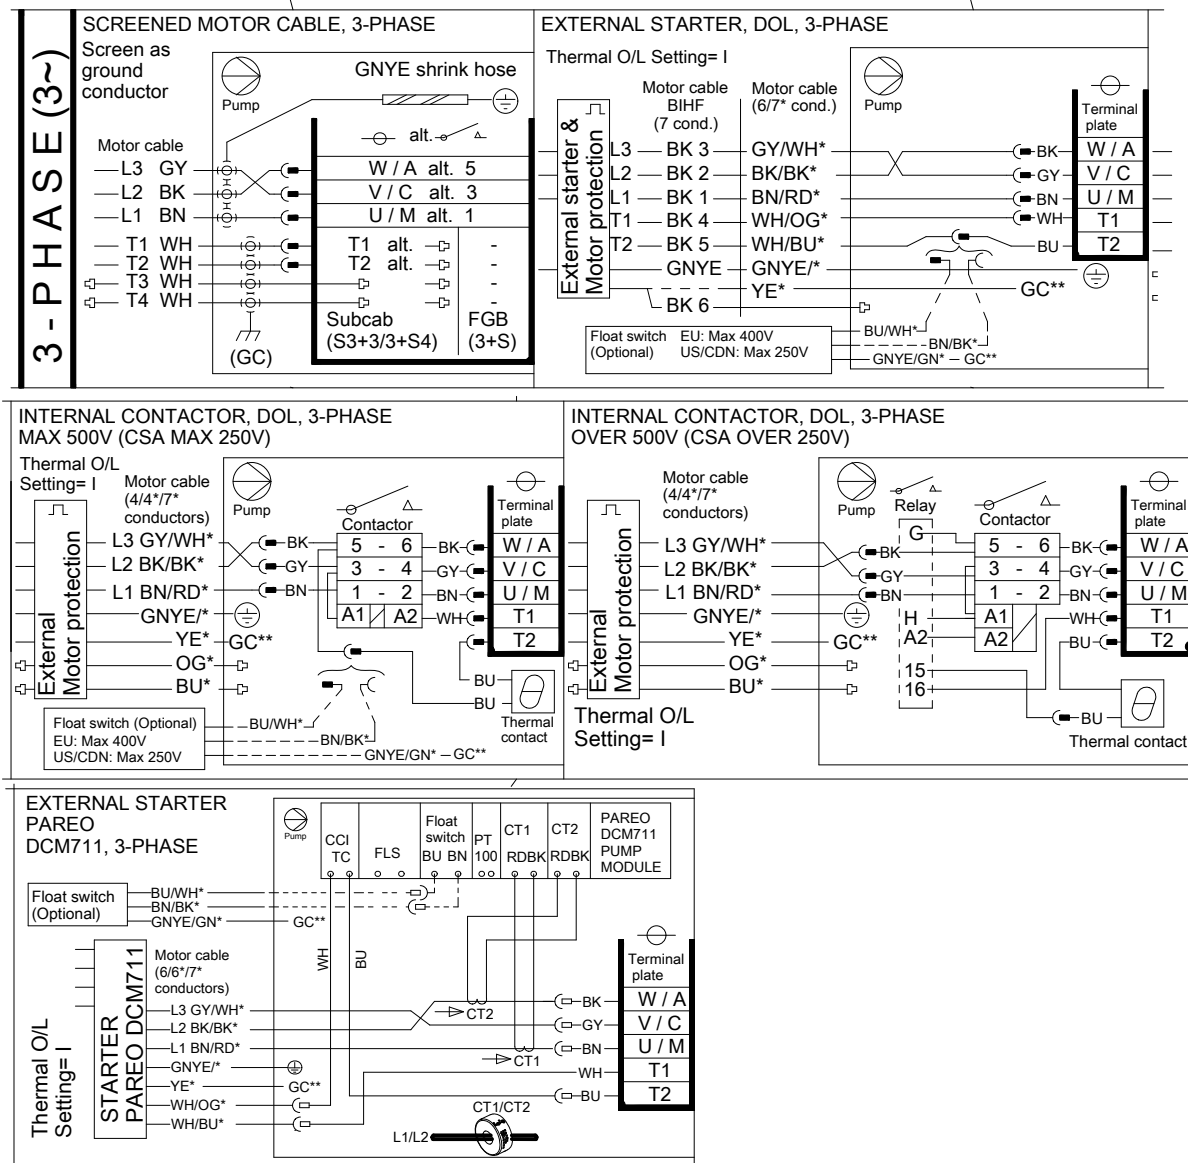 3 - P H A S E (3~)
SCREENED MOTOR CABLE, 3-PHASE
Screen as
ground
conductor
Pump
GNYE shrink hose
alt.
Motor cable
L3 GY
L2 BK
L1 BN
T1 WH
T2 WH
T3 WH
T4 WH
W / A alt. 5
V / C alt. 3
U / M alt. 1
T1 alt. -
T2 alt. -
-
-
Subcab
(S3+3/3+S4)
FGB
(3+S)
(GC)
EXTERNAL STARTER, DOL, 3-PHASE
Thermal O/L Setting= I
Motor cable
BIHF
(7 cond.)
Motor cable
(6/7* cond.)
Pump
Terminal
plate
External starter &
Motor protection
L3 BK 3 GY/WH* BK W / A
L2 BK 2 BK/BK* GY V / C
L1 BK 1 BN/RD* BN U / M
T1 BK 4 WH/OG* WH T1
T2 BK 5 WH/BU* BU T2
GNYE GNYE/*
YE* GC**
BK 6
Float switch
(Optional)
EU: Max 400V
US/CDN: Max 250V
BU/WH*
BN/BK*
GNYE/GN* – GC**
INTERNAL CONTACTOR, DOL, 3-PHASE
MAX 500V (CSA MAX 250V)
Thermal O/L
Setting= I
Motor cable
(4/4*/7*
conductors)
Pump
Contactor
Terminal
plate
External
Motor protection
L3 GY/WH* BK 5 - 6 BK W / A
L2 BK/BK* GY 3 - 4 GY V / C
L1 BN/RD* BN 1 - 2 BN U / M
GNYE/* A1 A2 WH T1
YE* GC** T2
OG*
BU*
BU
BU
Thermal
contact
Float switch (Optional)
EU: Max 400V
US/CDN: Max 250V
BU/WH*
BN/BK*
GNYE/GN* – GC**
INTERNAL CONTACTOR, DOL, 3-PHASE
OVER 500V (CSA OVER 250V)
Motor cable
(4/4*/7*
conductors)
Pump
Relay
Contactor
Terminal
plate
External
Motor protection
G
L3 GY/WH* BK 5 - 6 BK W / A
L2 BK/BK* GY 3 - 4 GY V / C
L1 BN/RD* BN 1 - 2 BN U / M
GNYE/* H A1 WH T1
YE* GC** A2 A2 BU T2
OG* 15
BU* 16
BU
Thermal O/L
Setting= I
Thermal contact
EXTERNAL STARTER
PAREO
DCM711, 3-PHASE
Pump
CCI
TC
FLS
Float
switch
BU BN
PT
100
CT1
RDBK
CT2
RDBK
PAREO
DCM711
PUMP
MODULE
Float switch
(Optional)
BU/WH*
BN/BK*
GNYE/GN* GC**
WH
BU
Thermal O/L
Setting= I
STARTER
PAREO DCM711
Motor cable
(6/6*/7*
conductors)
Terminal
plate
L3 GY/WH* CT2 BK W / A
L2 BK/BK* GY V / C
L1 BN/RD* CT1 BN U / M
GNYE/* WH T1
YE* GC** BU T2
WH/OG*
WH/BU*
CT1/CT2
L1/L2